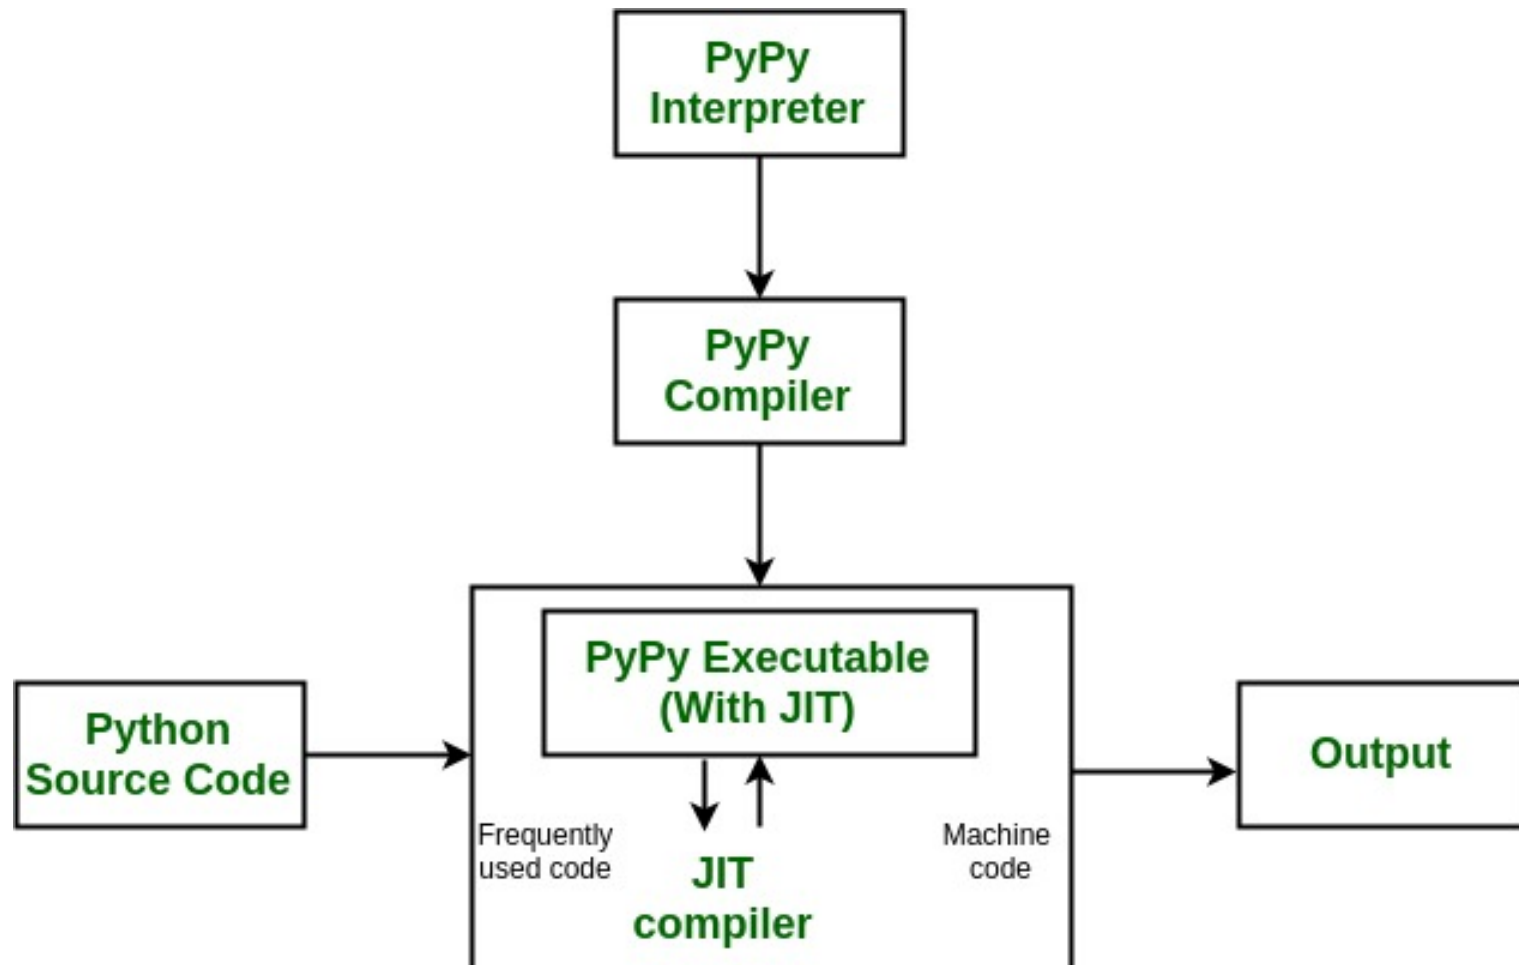 PyPy
Interpreter
PyPy
Compiler
PyPy Executable
(With JIT)
Python
Source Code
Output
Frequently
used code
Machine
code
JIT
compiler